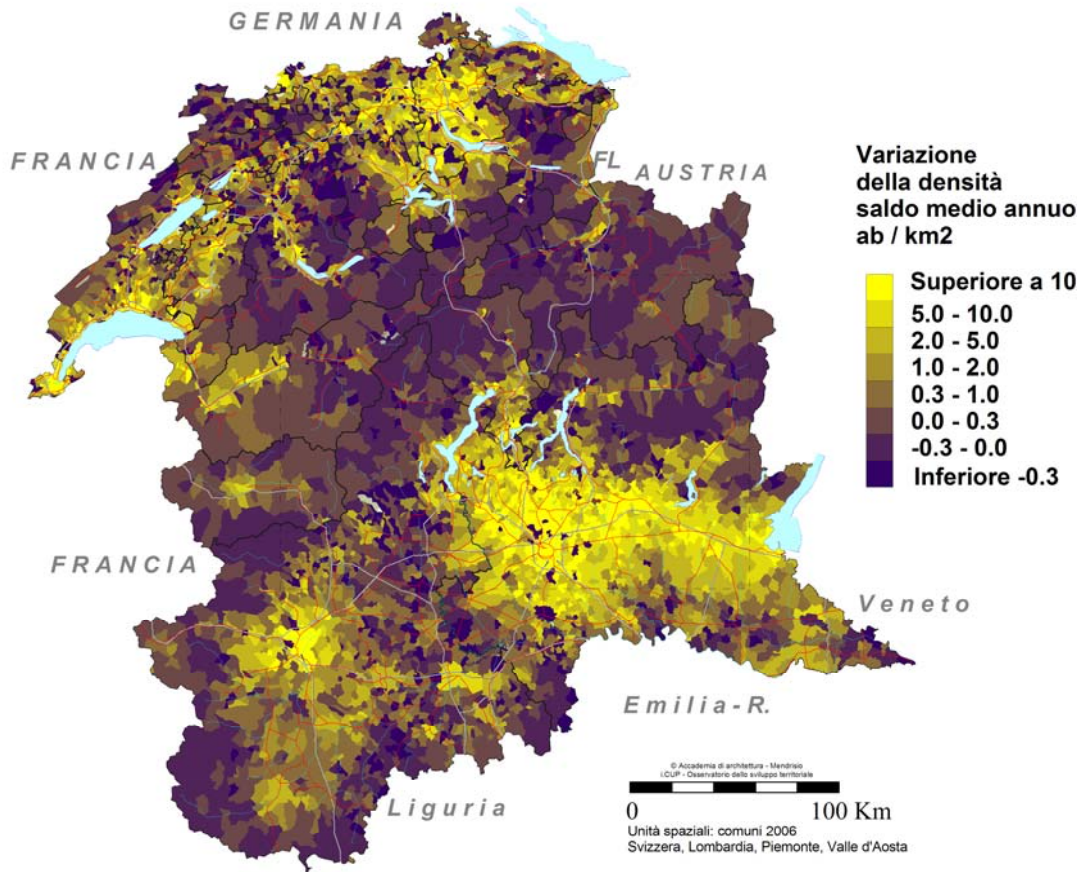 GERMANIA
FRANCIA
FL
AUSTRIA
Variazione
della densità
saldo medio annuo
ab / km2
Superiore a 10
5.0 - 10.0
2.0 - 5.0
1.0 - 2.0
0.3 - 1.0
0.0 - 0.3
-0.3 - 0.0
Inferiore -0.3
FRANCIA
Veneto
Emilia-R.
Liguria
© Accademia di architettura - Mendrisio
i.CUP - Osservatorio dello sviluppo territoriale
0 100 Km
Unità spaziali: comuni 2006
Svizzera, Lombardia, Piemonte, Valle d'Aosta